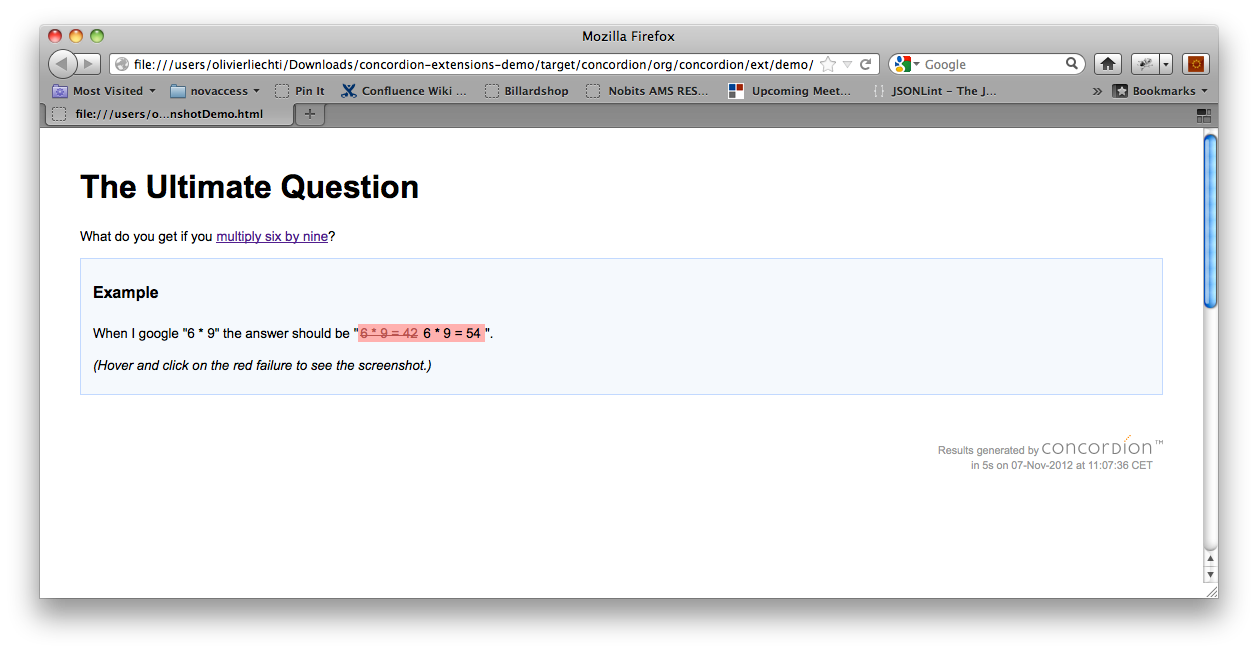 Mozilla Firefox
file:///users/olivierliechti/Downloads/concordion-extensions-demo/target/concordion/org/concordion/ext/demo/ Google
Most Visited novaccess Pin It Confluence Wiki ... Billardshop Nobits AMS RES... Upcoming Meet... { } JSONLint - The J... » Bookmarks
file:///users/o...nshotDemo.html +
The Ultimate Question
What do you get if you multiply six by nine?
Example
When I google "6 * 9" the answer should be "6 * 9 = 42 6 * 9 = 54 ".
(Hover and click on the red failure to see the screenshot.)
Results generated by concordion™
in 5s on 07-Nov-2012 at 11:07:36 CET